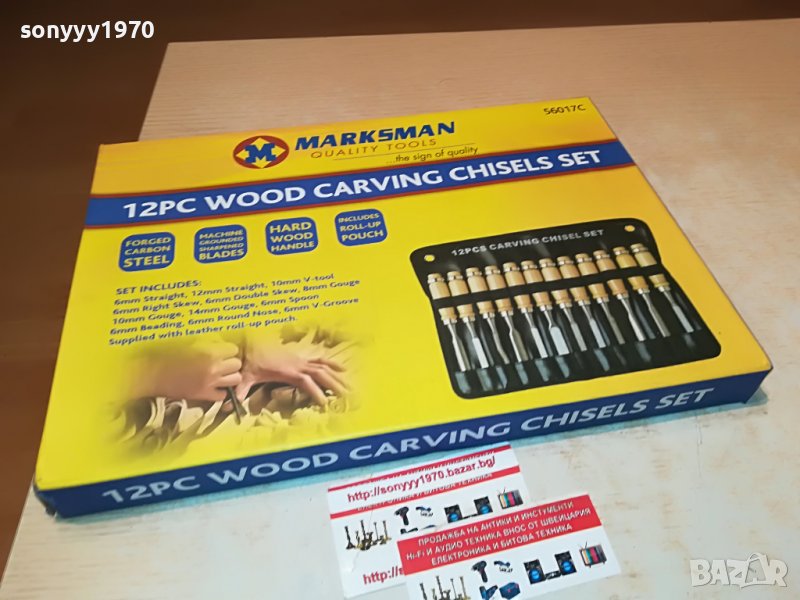 sonyyy1970
56017C
M
MARKSMAN
QUALITY TOOLS
...the sign of quality
12PC WOOD CARVING CHISELS SET
FORGED
CARBON
STEEL
MACHINE
GROUNDED
SHARPENED
BLADES
HARD
WOOD
HANDLE
INCLUDES
ROLL-UP
POUCH
SET INCLUDES:
6mm Straight, 12mm Straight, 10mm V-tool
6mm Right Skew, 6mm Double Skew, 8mm Gouge
10mm Gouge, 14mm Gouge, 6mm Spoon
6mm Beading, 6mm Round Nose, 6mm V-Groove
Supplied with leather roll-up pouch.
12PCS CARVING CHISEL SET
12PC WOOD CARVING CHISELS SET
http://sonyyy1970.bazar.bg/
ПРОДАЖБА НА АНТИКИ И ИНСТУМЕНТИ
Hi-Fi И АУДИО ТЕХНИКА ВНОС ОТ ШВЕЙЦАРИЯ
ЕЛЕКТРОНИКА И БИТОВА ТЕХНИКА
http://s
BAZAR